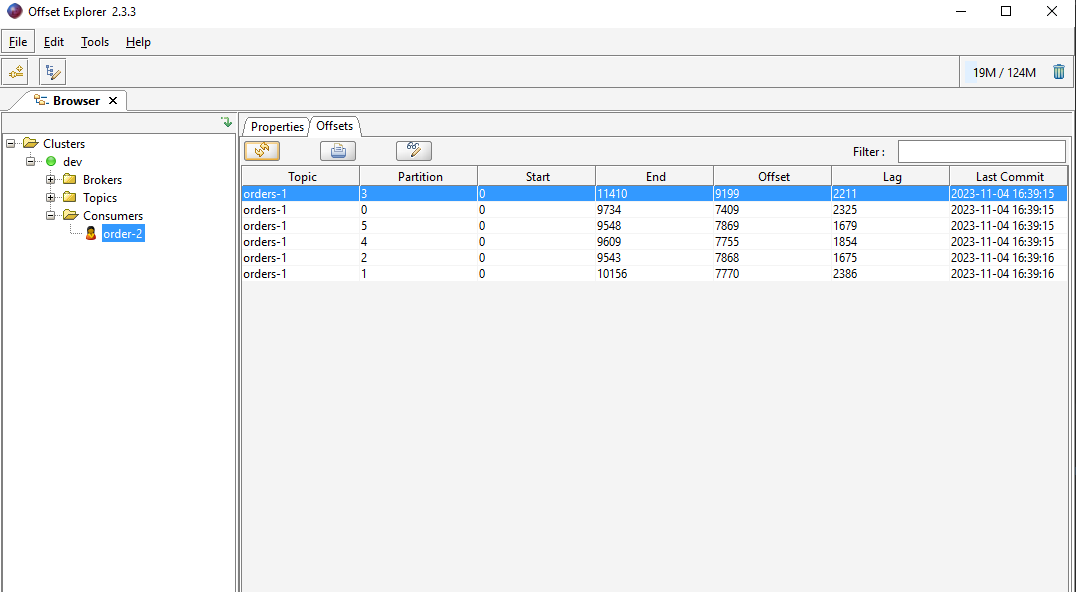 Offset Explorer 2.3.3
File Edit Tools Help
19M / 124M
Browser
Clusters
dev
Brokers
Topics
Consumers
order-2
Properties Offsets
Filter :
Topic Partition Start End Offset Lag Last Commit
orders-1 3 0 11410 9199 2211 2023-11-04 16:39:15
orders-1 0 0 9734 7409 2325 2023-11-04 16:39:15
orders-1 5 0 9548 7869 1679 2023-11-04 16:39:15
orders-1 4 0 9609 7755 1854 2023-11-04 16:39:15
orders-1 2 0 9543 7868 1675 2023-11-04 16:39:16
orders-1 1 0 10156 7770 2386 2023-11-04 16:39:16